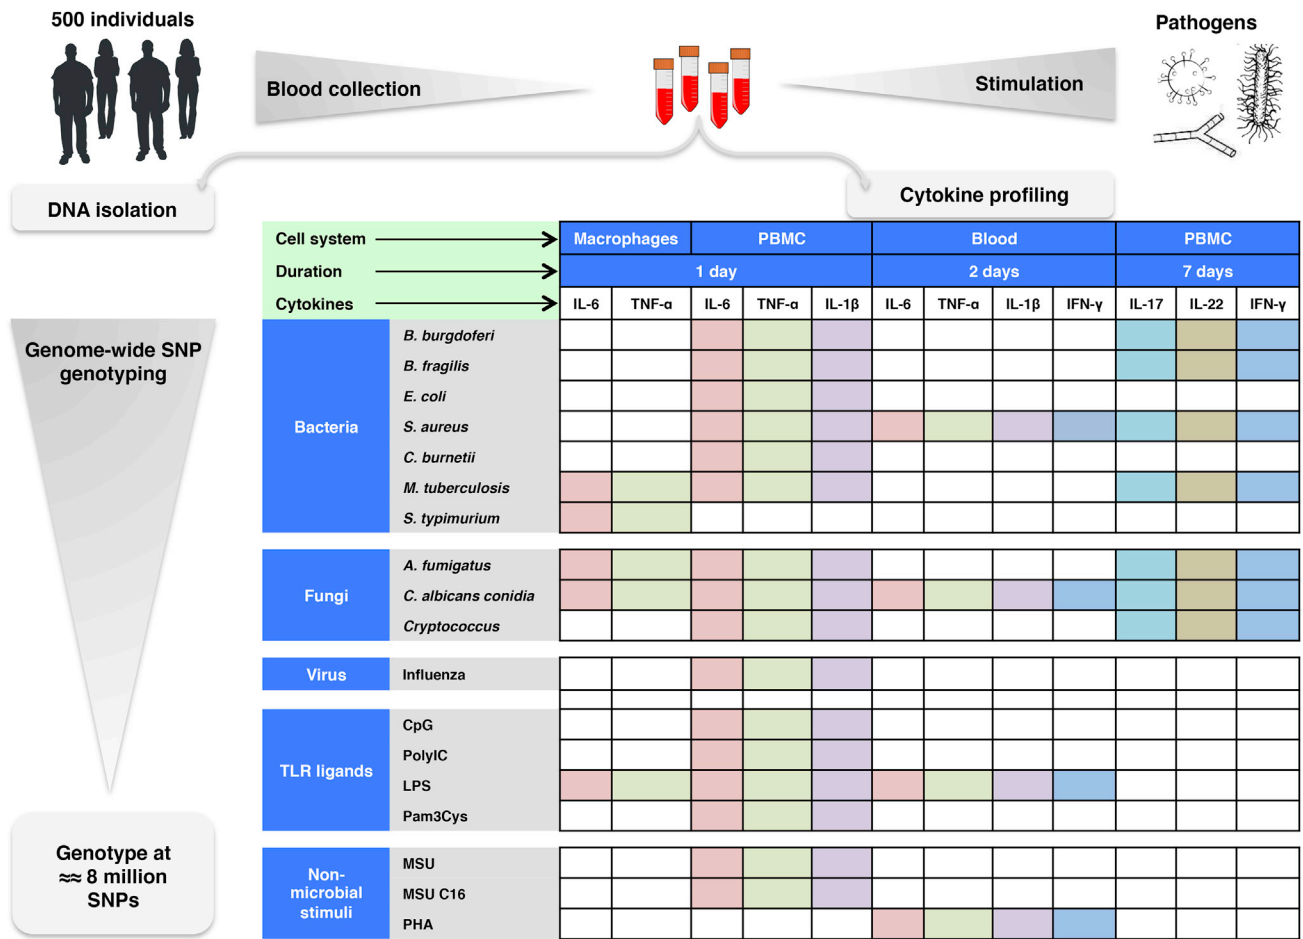 500 individuals
Pathogens
Blood collection
Stimulation
DNA isolation
Cytokine profiling
Cell system
Macrophages PBMC Blood PBMC
Duration
1 day 2 days 7 days
Cytokines
IL-6 TNF-α IL-6 TNF-α IL-1β IL-6 TNF-α IL-1β IFN-γ IL-17 IL-22 IFN-γ
Genome-wide SNP
genotyping
Bacteria
B. burgdoferi
B. fragilis
E. coli
S. aureus
C. burnetii
M. tuberculosis
S. typimurium
Fungi
A. fumigatus
C. albicans conidia
Cryptococcus
Virus
Influenza
TLR ligands
CpG
PolyIC
LPS
Pam3Cys
Non-
microbial
stimuli
MSU
MSU C16
PHA
Genotype at
≈≈ 8 million
SNPs